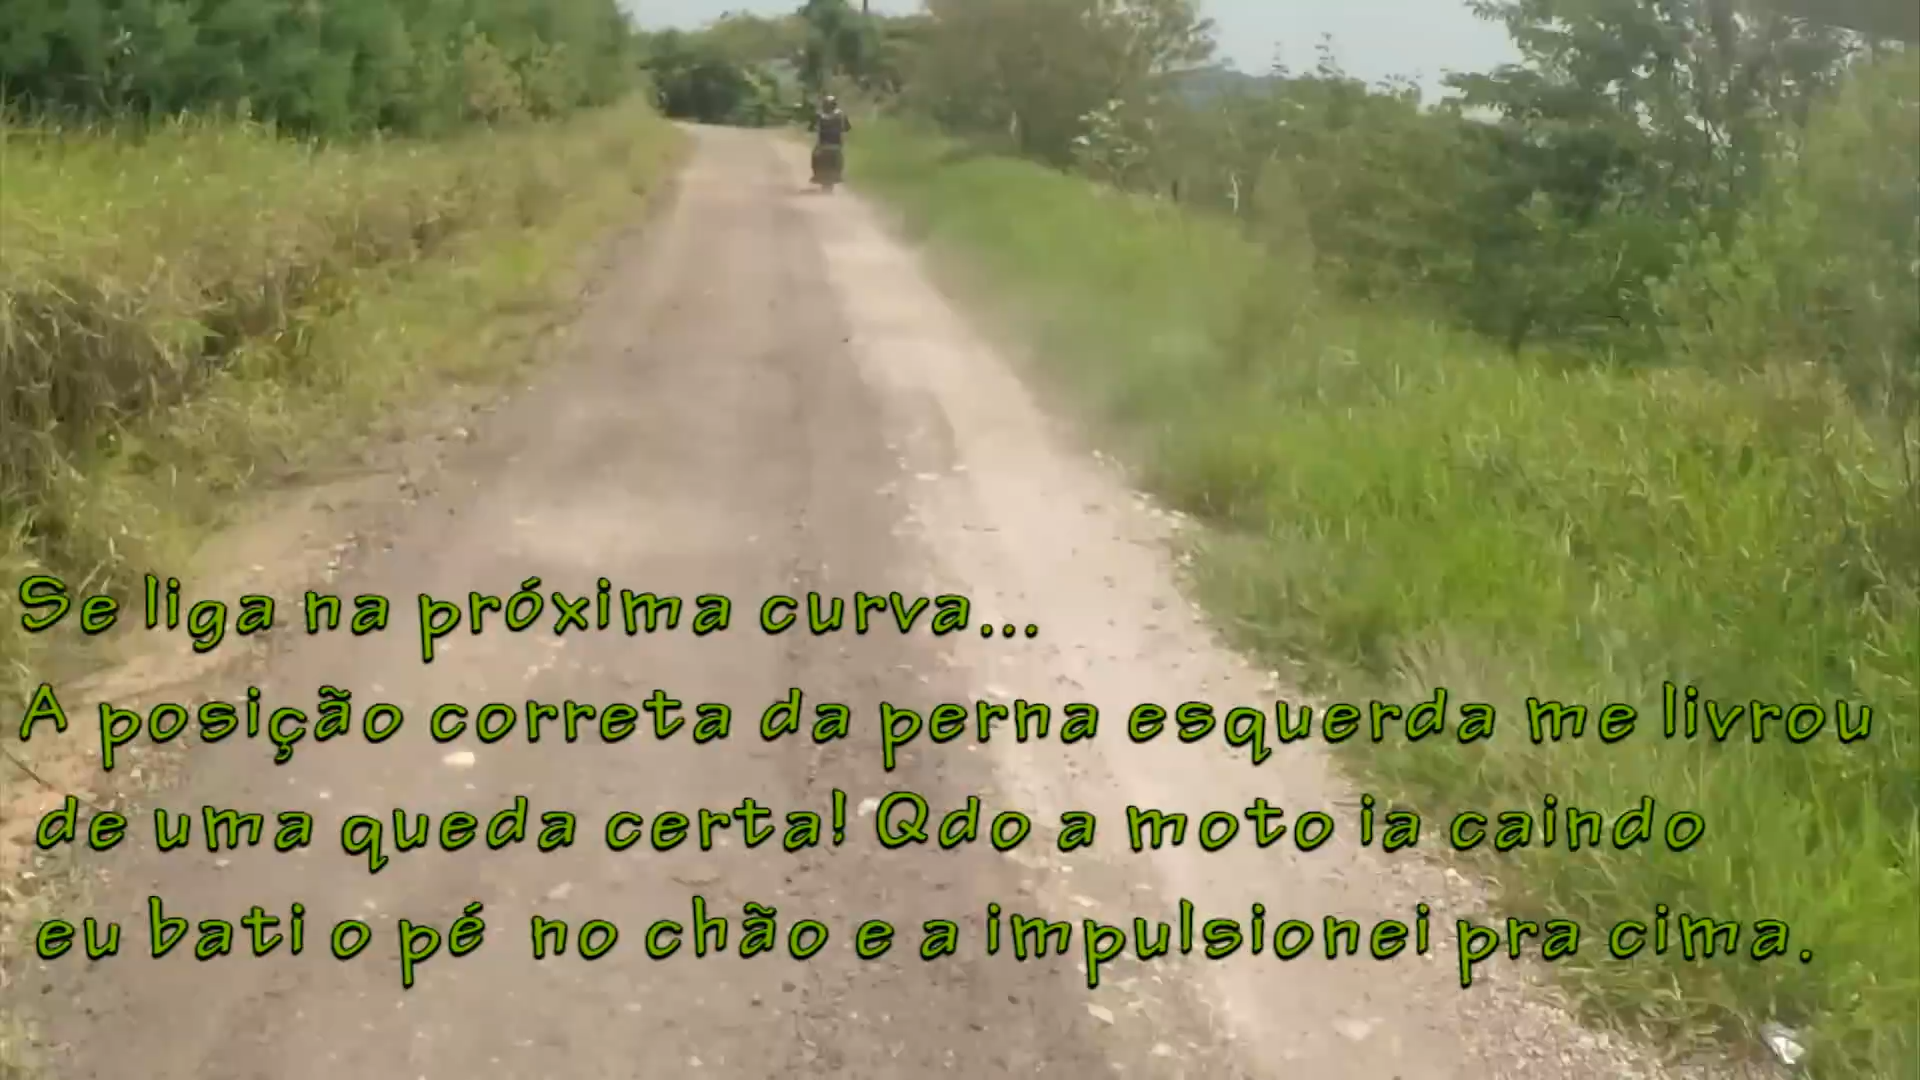 Se liga na próxima curva...
A posição correta da perna esquerda me livrou
de uma queda certa! Qdo a moto ia caindo
eu bati o pé no chão e a impulsionei pra cima.